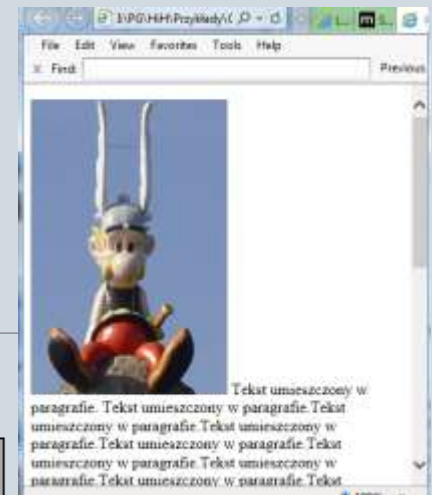 File Edit View Favorites Tools Help
x Find: Previous
Tekst umieszczony w
paragrafie. Tekst umieszczony w paragrafie.Tekst
umieszczony w paragrafie.Tekst umieszczony w
paragrafie.Tekst umieszczony w paragrafie.Tekst
umieszczony w paragrafie.Tekst umieszczony w
paragrafie.Tekst umieszczony w paragrafie.Tekst